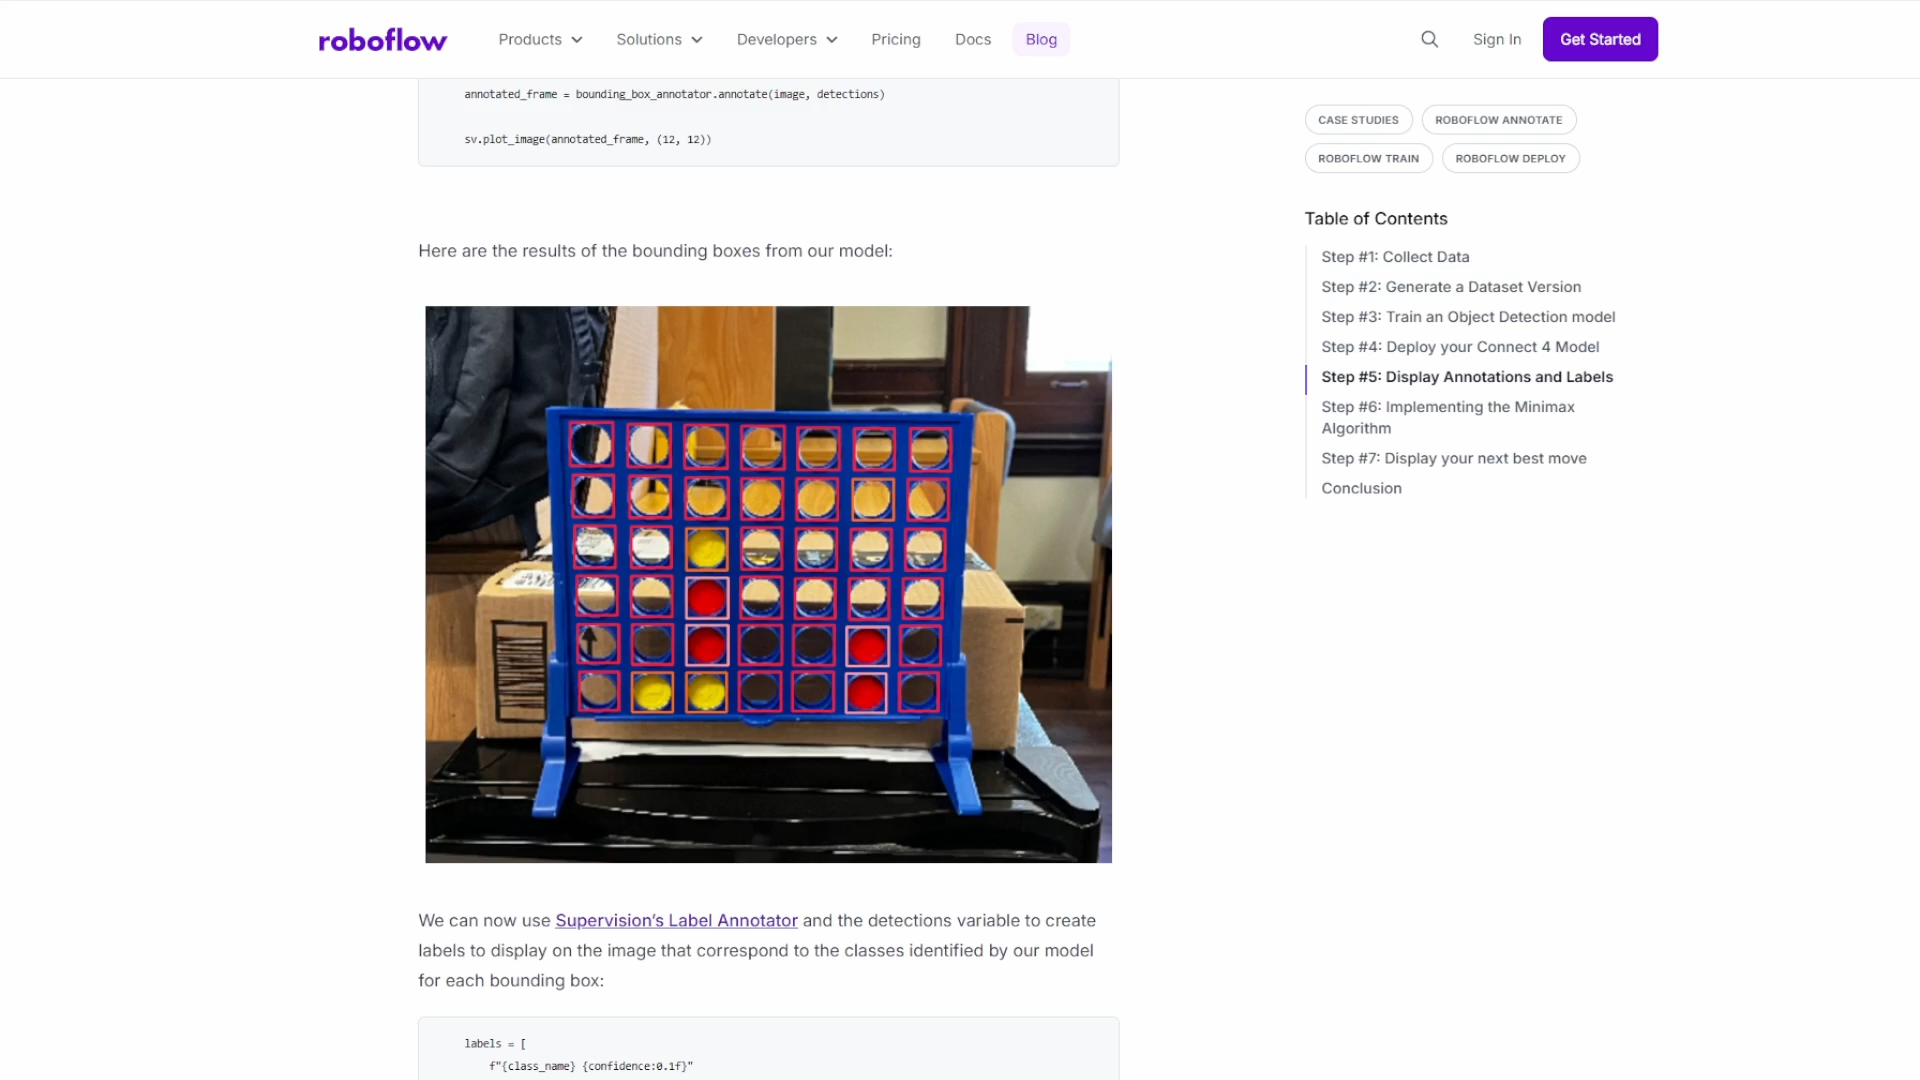 roboflow
Products
Solutions
Developers
Pricing
Docs
Blog
Sign In
Get Started
annotated_frame = bounding_box_annotator.annotate(image, detections)
sv.plot_image(annotated_frame, (12, 12))
Here are the results of the bounding boxes from our model:
We can now use Supervision's Label Annotator and the detections variable to create
labels to display on the image that correspond to the classes identified by our model
for each bounding box:
labels = [
f"{class_name} {confidence:0.1f}"
CASE STUDIES
ROBOFLOW ANNOTATE
ROBOFLOW TRAIN
ROBOFLOW DEPLOY
Table of Contents
Step #1: Collect Data
Step #2: Generate a Dataset Version
Step #3: Train an Object Detection model
Step #4: Deploy your Connect 4 Model
Step #5: Display Annotations and Labels
Step #6: Implementing the Minimax
Algorithm
Step #7: Display your next best move
Conclusion